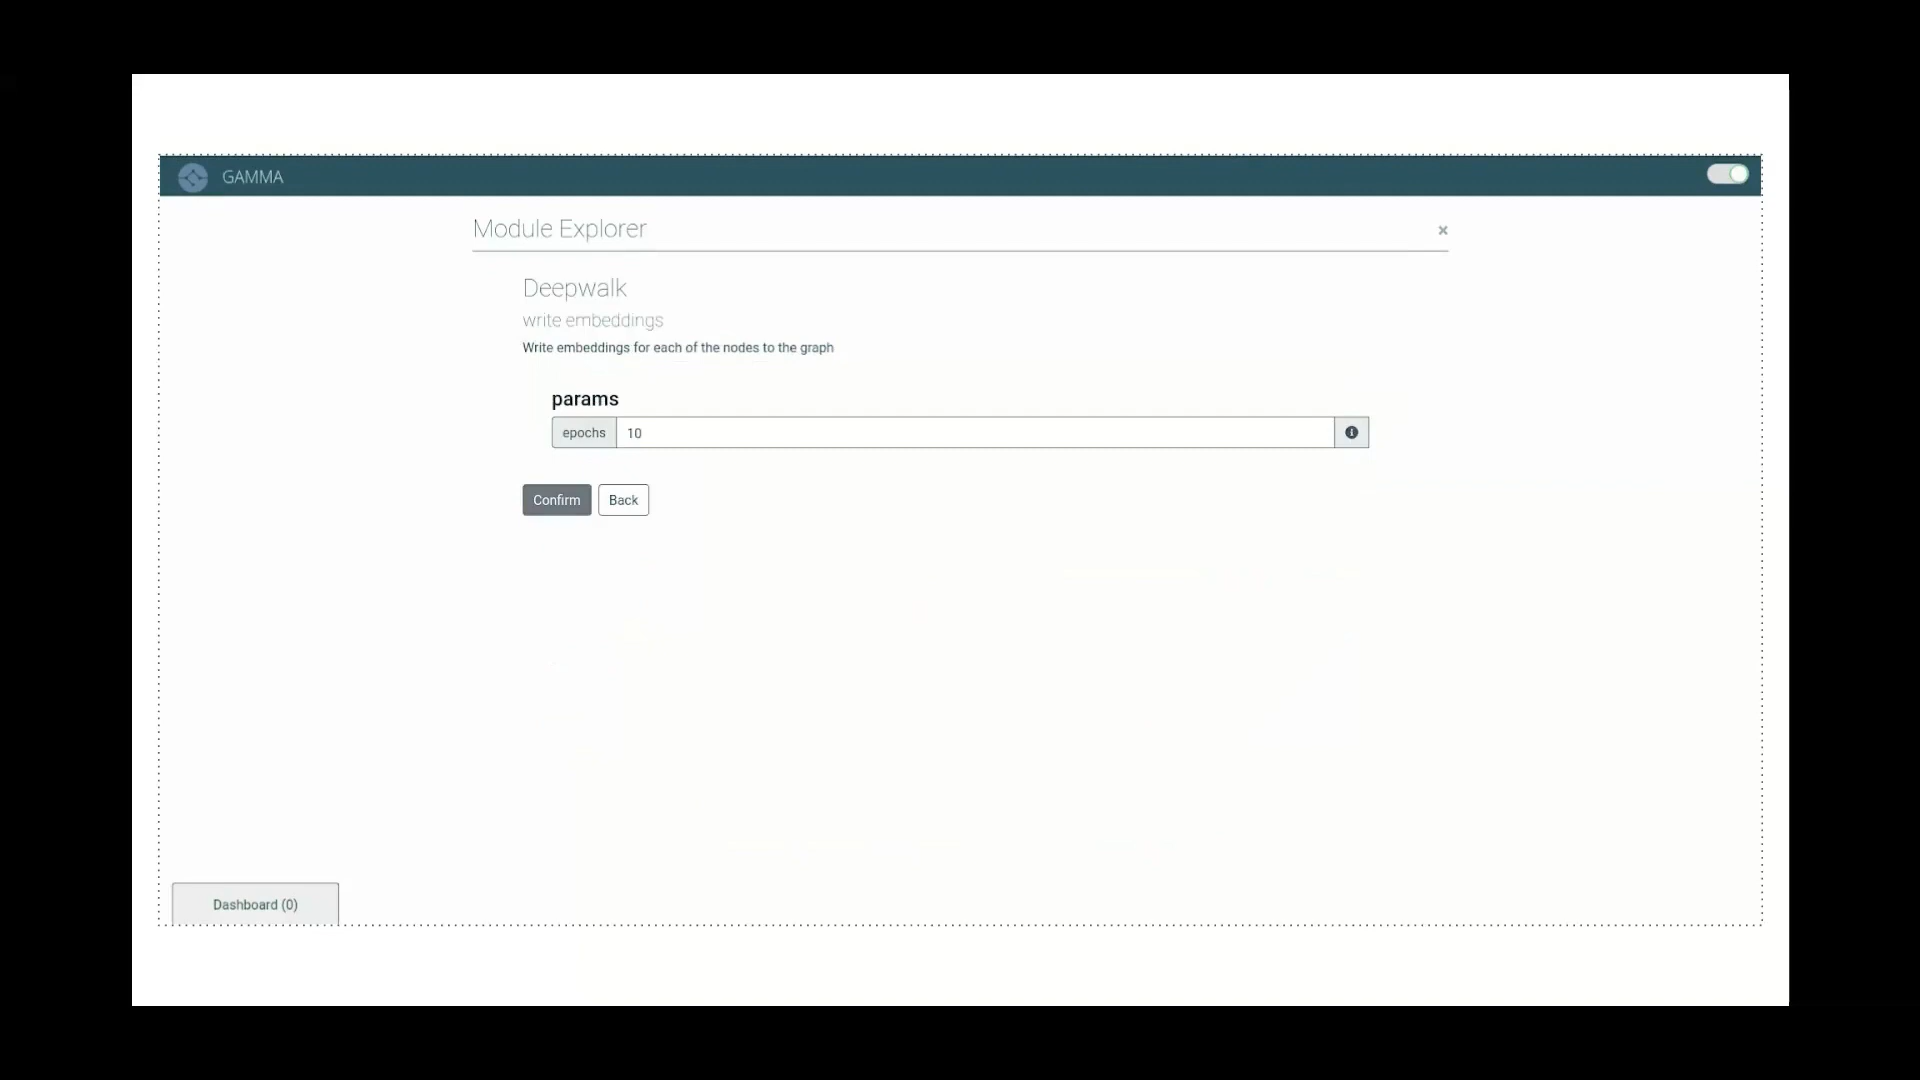 GAMMA
Module Explorer
Deepwalk
write embeddings
Write embeddings for each of the nodes to the graph
params
epochs 10
Confirm Back
Dashboard (0)